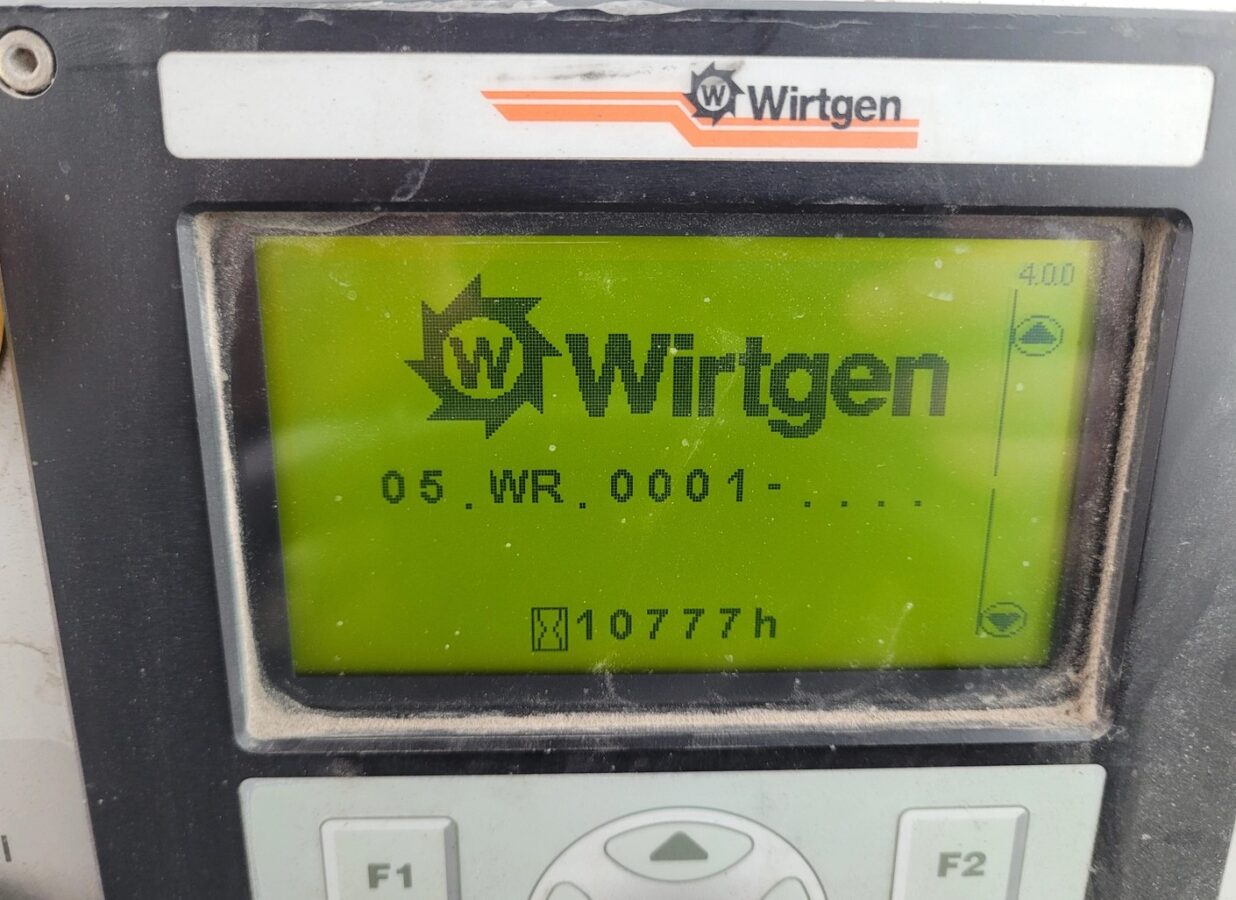 W Wirtgen
4.0.0
W Wirtgen
05.WR.0001-....
10777h
F1
F2